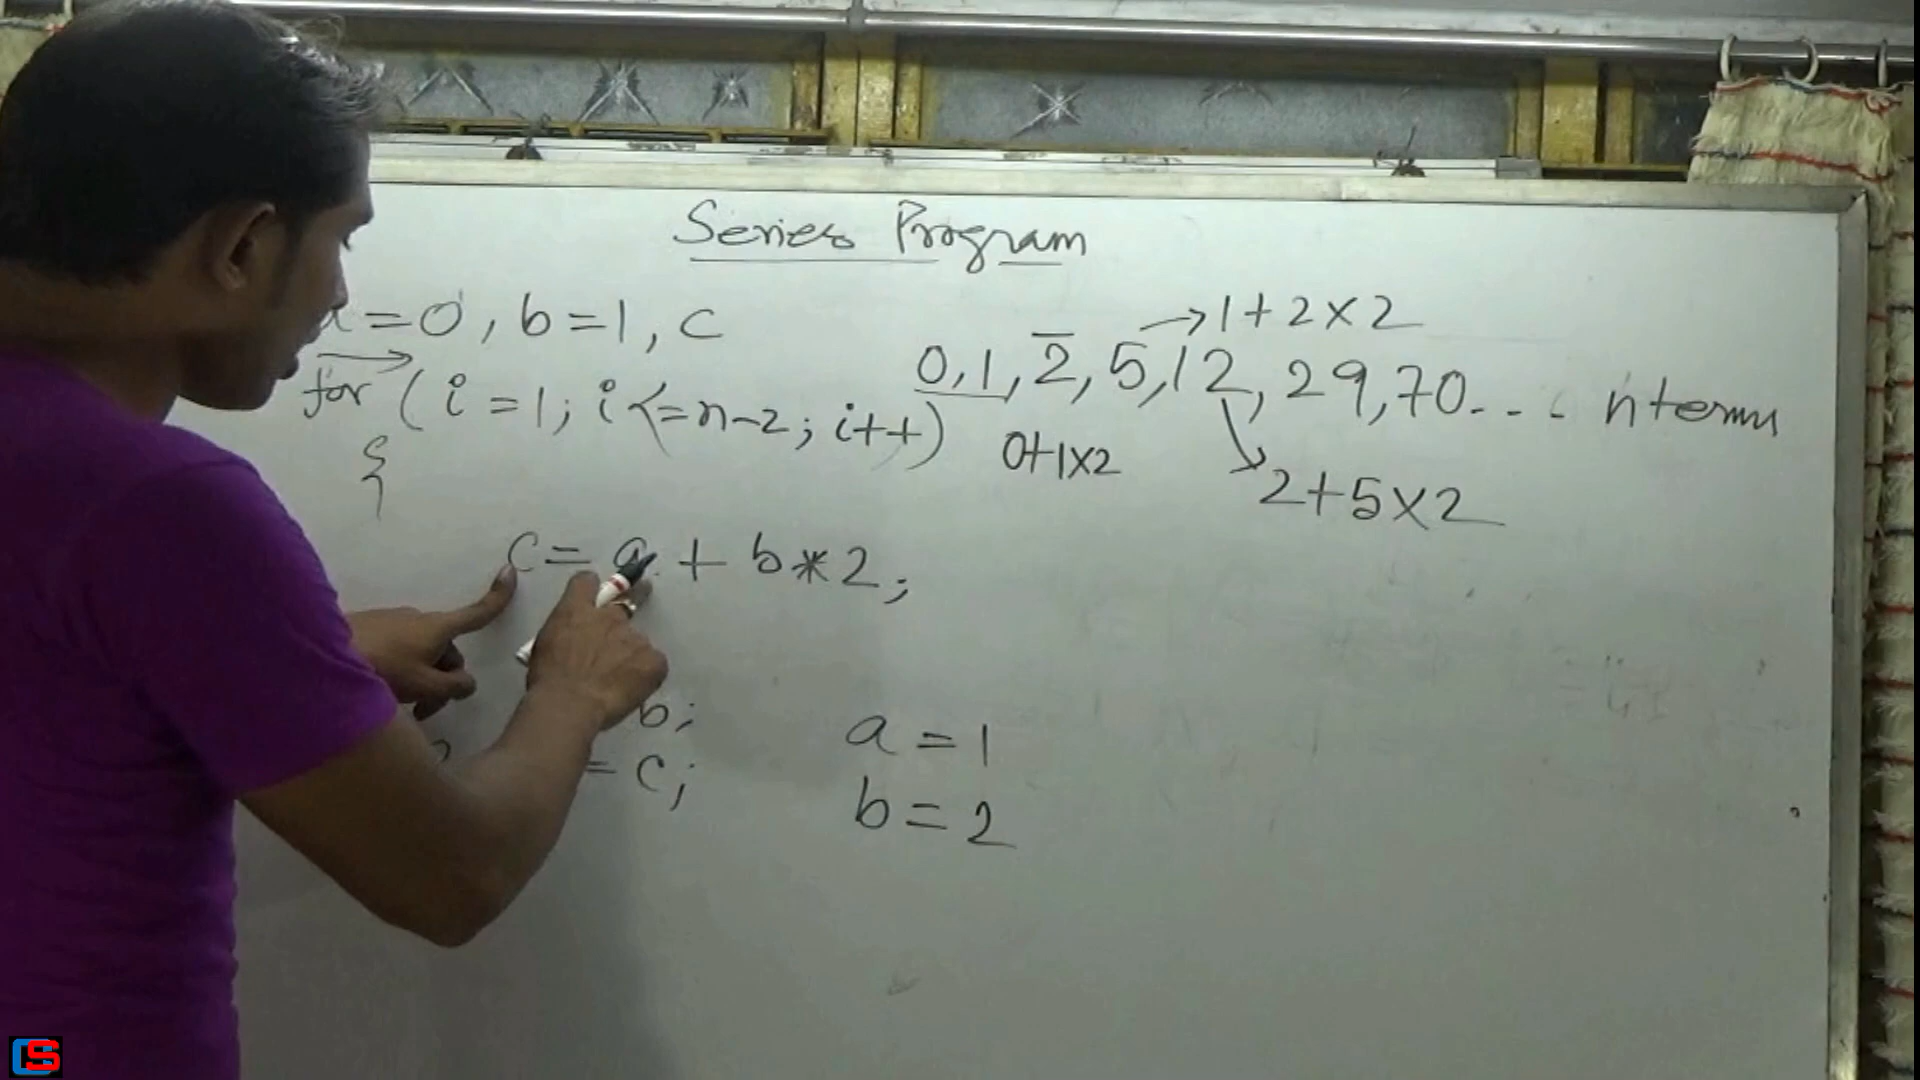 Series Program
a=0, b=1, c
for (i=1; i<=n-2; i++)
{
c = a + b*2;
b;
= c;
1+2×2
0,1,2,5,12,29,70... n terms
0+1×2
2+5×2
a=1
b=2
CS